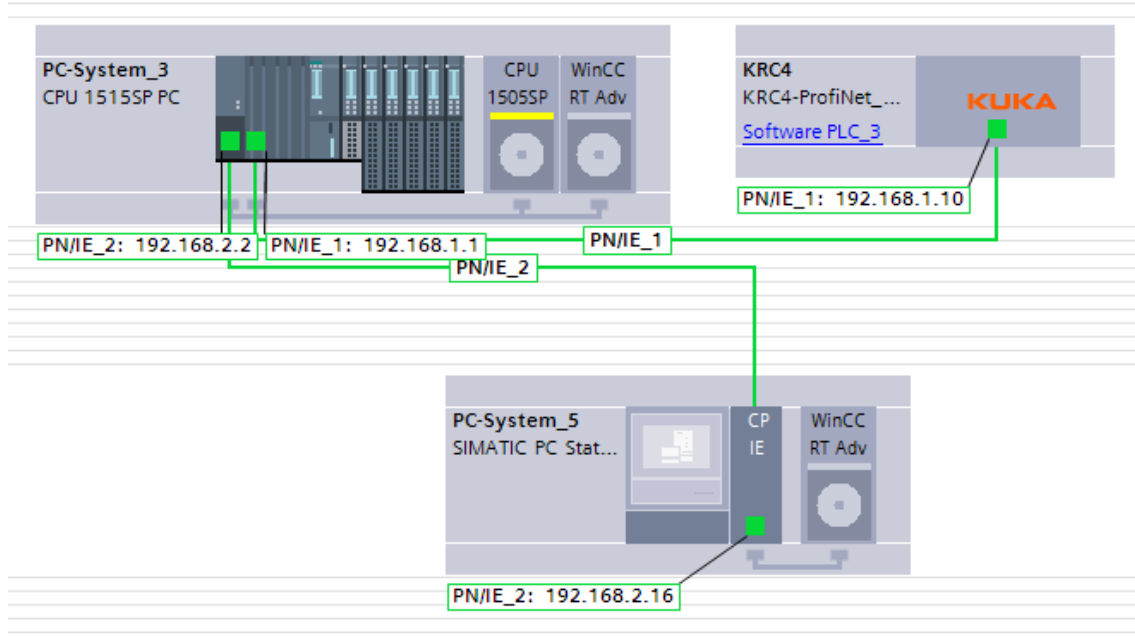 PC-System_3
CPU 1515SP PC
CPU
1505SP
WinCC
RT Adv
KRC4
KRC4-ProfiNet_...
Software PLC_3
KUKA
PN/IE_1: 192.168.1.10
PN/IE_2: 192.168.2.2
PN/IE_1: 192.168.1.1
PN/IE_1
PN/IE_2
PC-System_5
SIMATIC PC Stat...
CP
IE
WinCC
RT Adv
PN/IE_2: 192.168.2.16